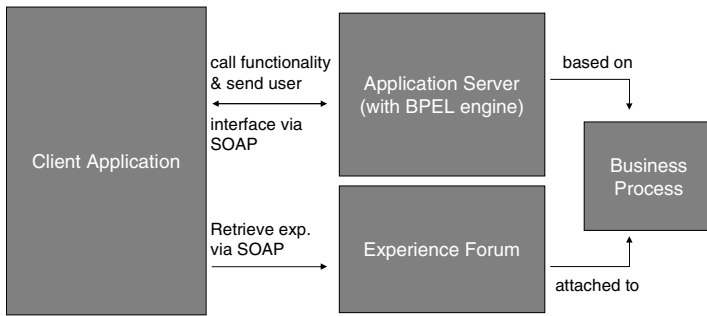 Client Application
call functionality
& send user
interface via
SOAP
Retrieve exp.
via SOAP
Application Server
(with BPEL engine)
Experience Forum
based on
Business
Process
attached to